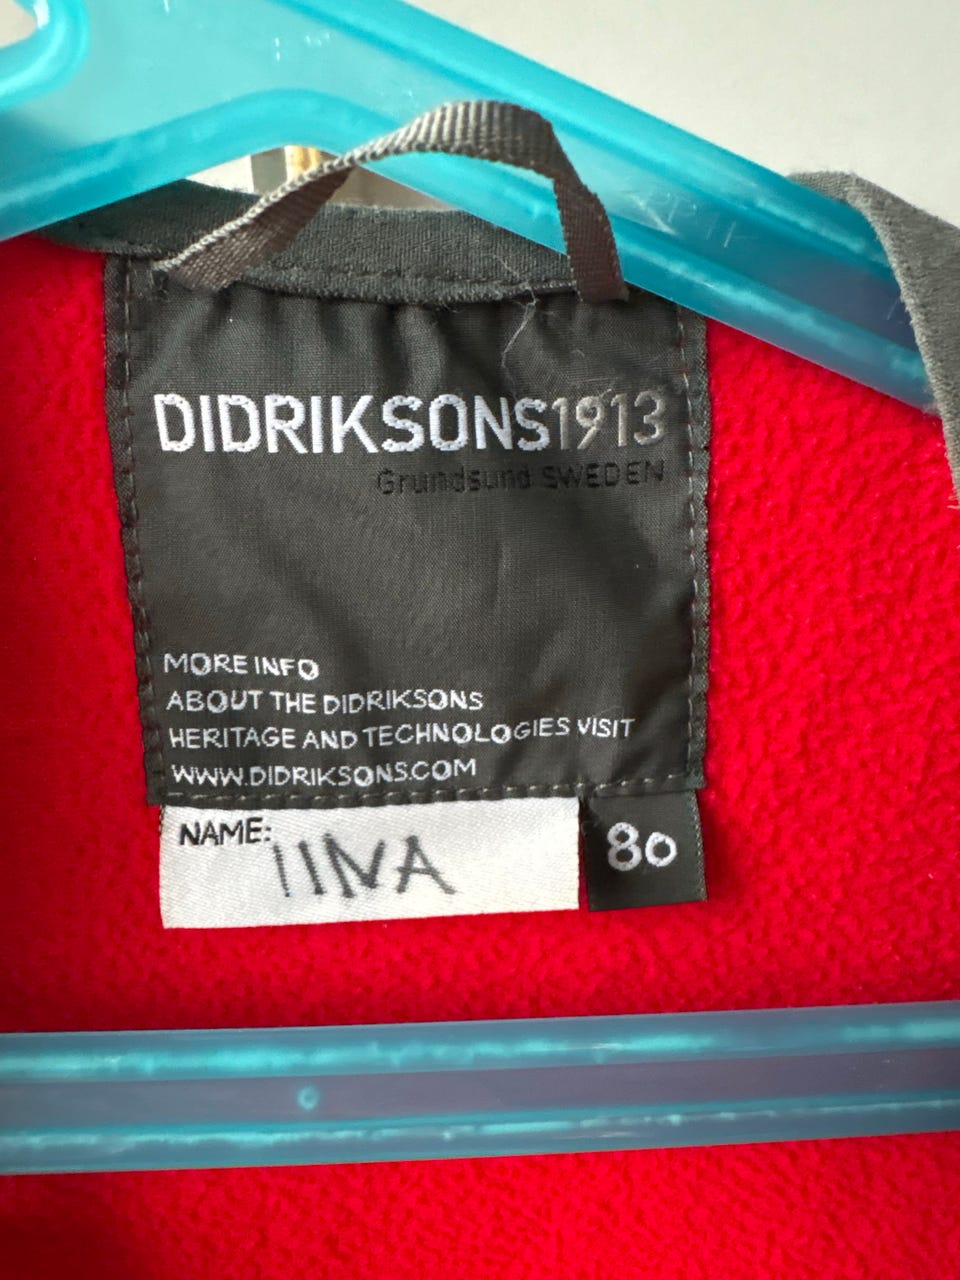 DIDRIKSONS1913
Grundsund SWEDEN
MORE INFO
ABOUT THE DIDRIKSONS
HERITAGE AND TECHNOLOGIES VISIT
WWW.DIDRIKSONS.COM
NAME: IINA
80